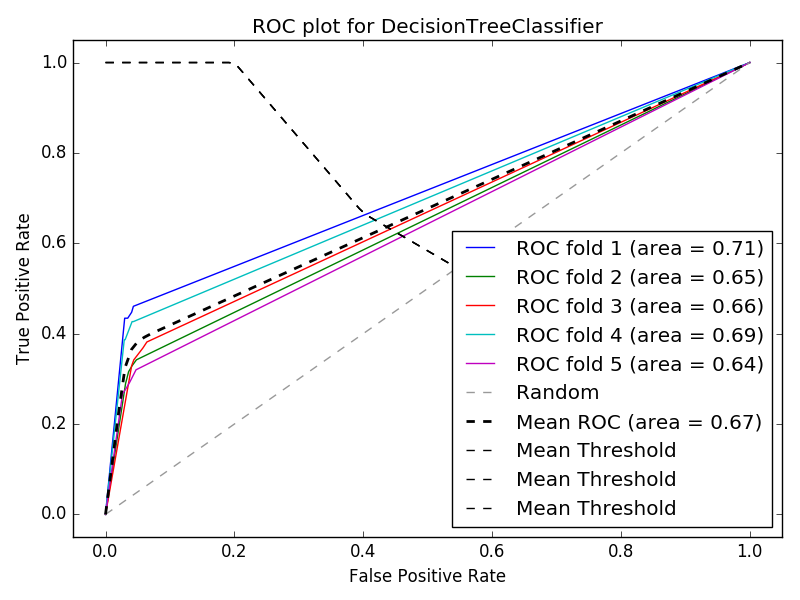 ROC plot for DecisionTreeClassifier
True Positive Rate
1.0
0.8
0.6
0.4
0.2
0.0
ROC fold 1 (area = 0.71)
ROC fold 2 (area = 0.65)
ROC fold 3 (area = 0.66)
ROC fold 4 (area = 0.69)
ROC fold 5 (area = 0.64)
Random
Mean ROC (area = 0.67)
Mean Threshold
Mean Threshold
Mean Threshold
0.0 0.2 0.4 0.6 0.8 1.0
False Positive Rate